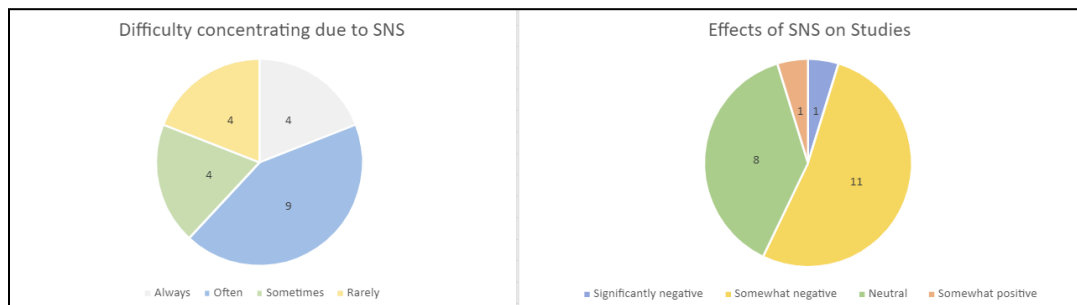 Difficulty concentrating due to SNS
4
4
4
9
Always Often Sometimes Rarely
Effects of SNS on Studies
1
1
8
11
Significantly negative Somewhat negative Neutral Somewhat positive